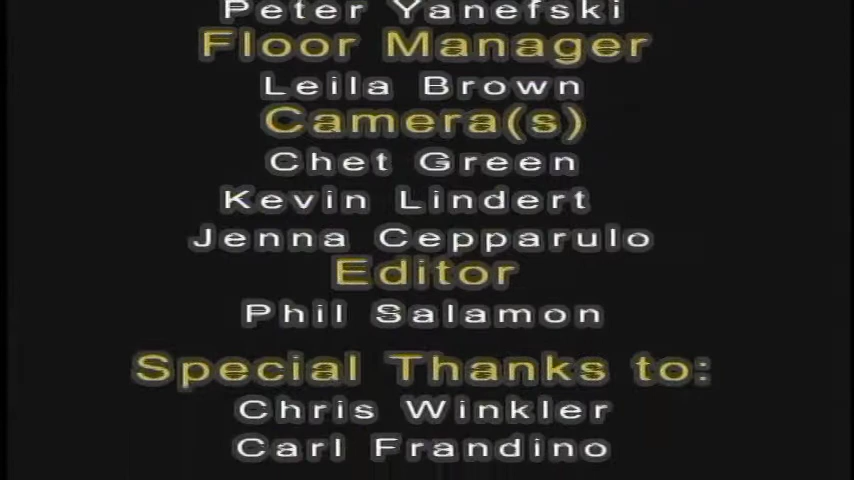 Peter Yanefski
Floor Manager
Leila Brown
Camera(s)
Chet Green
Kevin Lindert
Jenna Cepparulo
Editor
Phil Salamon
Special Thanks to:
Chris Winkler
Carl Frandino